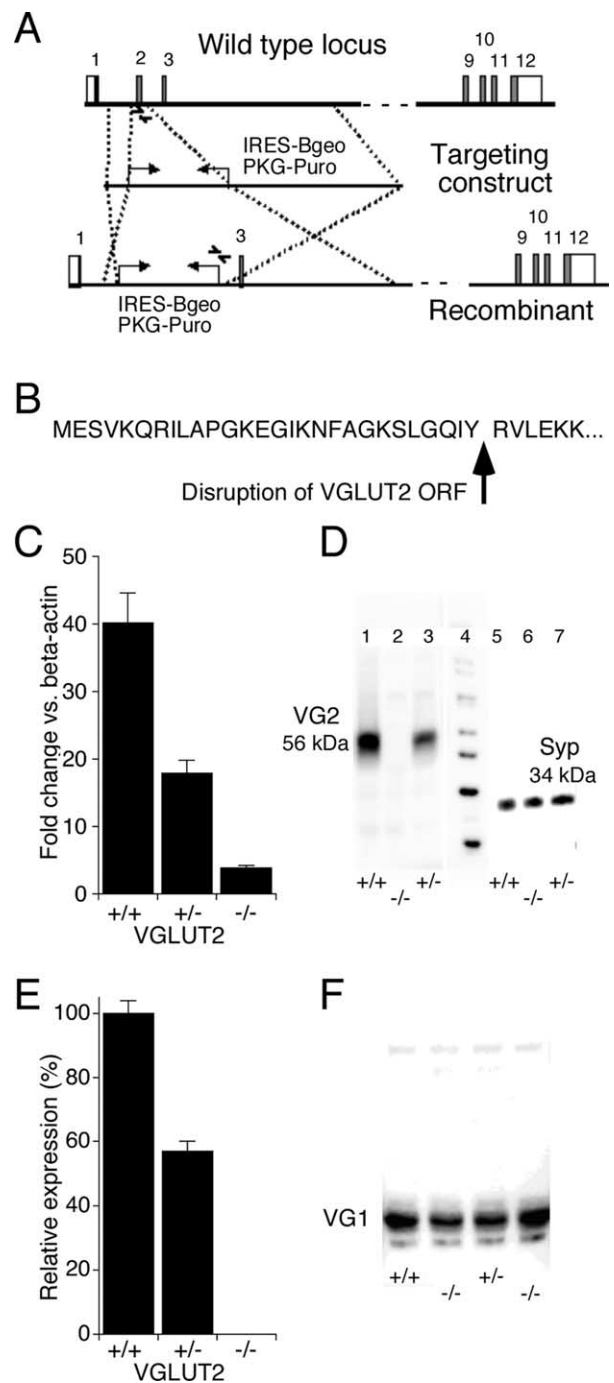 A
Wild type locus
1 2 3
10
9 11 12
IRES-Bgeo
PKG-Puro
Targeting
construct
10
1 3 9 11 12
IRES-Bgeo
PKG-Puro
Recombinant
B
MESVKQRILAPGKEGIKNFAGKSLGQIY RVLEKK...
Disruption of VGLUT2 ORF
C
Fold change vs. beta-actin
50
40
30
20
10
0
+/+ +/- -/-
VGLUT2
D
1 2 3 4 5 6 7
VG2
56 kDa
Syp
34 kDa
+/+ -/- +/- +/+ -/- +/-
E
Relative expression (%)
100
80
60
40
20
0
+/+ +/- -/-
VGLUT2
F
VG1
+/+ -/- +/- -/-